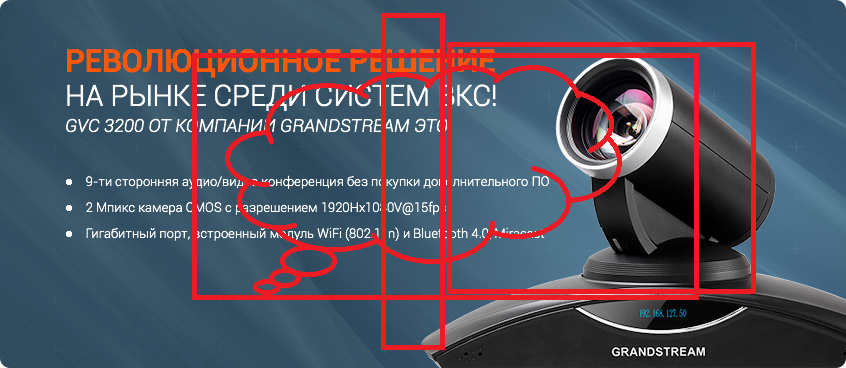 РЕВОЛЮЦИОННОЕ РЕШЕНИЕ
НА РЫНКЕ СРЕДИ СИСТЕМ ВКС!
GVC 3200 ОТ КОМПАНИИ GRANDSTREAM ЭТО
9-ти сторонняя аудио/видео конференция без покупки дополнительного ПО
2 Мпикс камера CMOS с разрешением 1920Hx1080V@15fps
Гигабитный порт, встроенный модуль WiFi (802.11n) и Bluetooth 4.0, Miracast
192.168.127.50
GRANDSTREAM